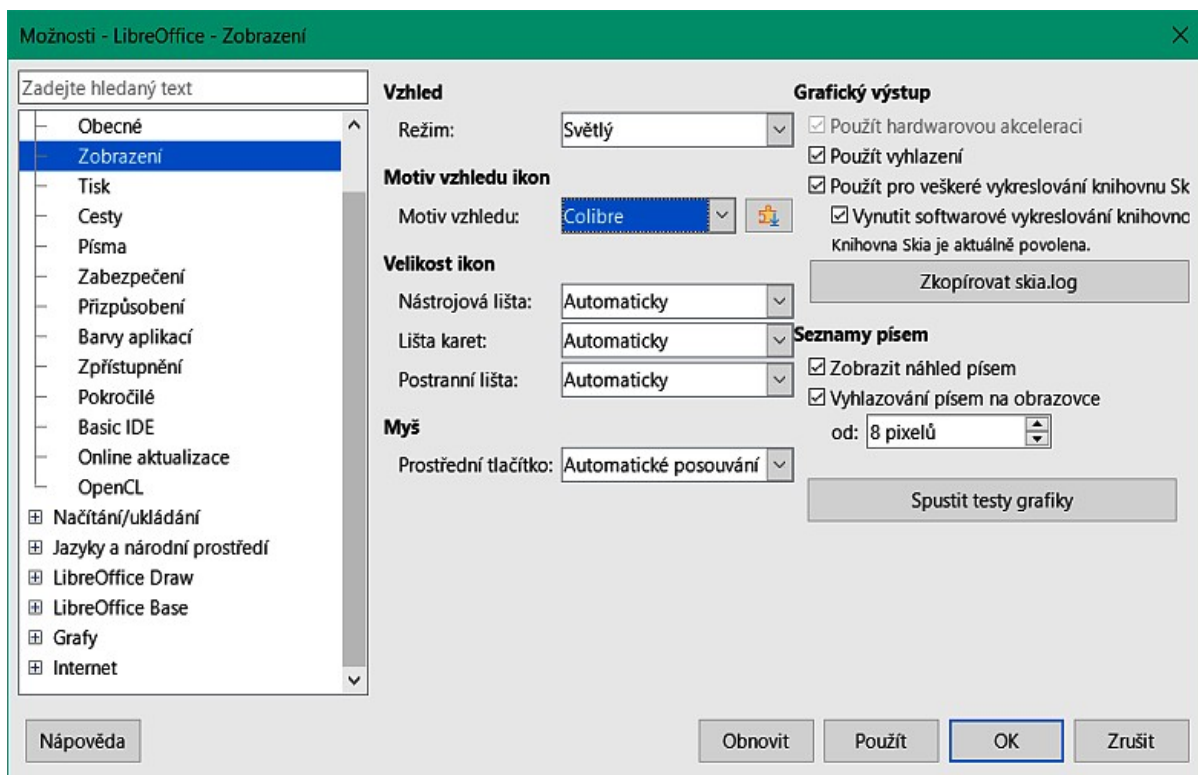 Možnosti - LibreOffice - Zobrazení
Zadejte hledaný text
Obecné
Zobrazení
Tisk
Cesty
Písma
Zabezpečení
Přizpůsobení
Barvy aplikací
Zpřístupnění
Pokročilé
Basic IDE
Online aktualizace
OpenCL
Načítání/ukládání
Jazyky a národní prostředí
LibreOffice Draw
LibreOffice Base
Grafy
Internet
Vzhled
Režim: Světlý
Motiv vzhledu ikon
Motiv vzhledu: Colibre
Velikost ikon
Nástrojová lišta: Automaticky
Lišta karet: Automaticky
Postranní lišta: Automaticky
Myš
Prostřední tlačítko: Automatické posouvání
Grafický výstup
Použít hardwarovou akceleraci
Použít vyhlazení
Použít pro veškeré vykreslování knihovnu Sk
Vynutit softwarové vykreslování knihovno
Knihovna Skia je aktuálně povolena.
Zkopírovat skia.log
Seznamy písem
Zobrazit náhled písem
Vyhlazování písem na obrazovce
od: 8 pixelů
Spustit testy grafiky
Nápověda Obnovit Použít OK Zrušit